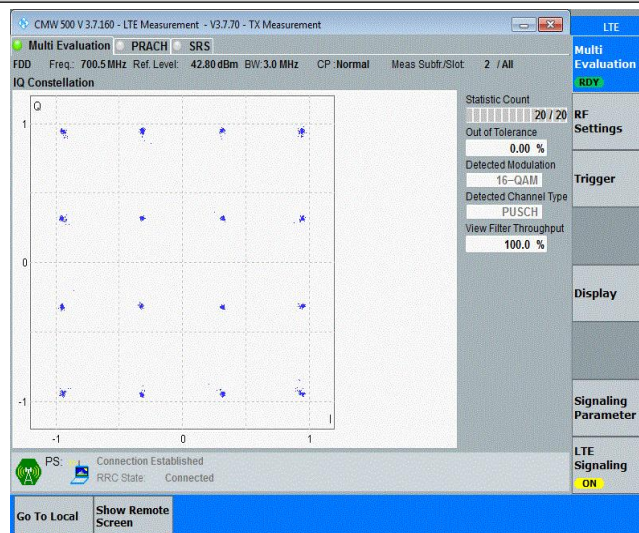 CMW 500 V 3.7.160 - LTE Measurement - V3.7.70 - TX Measurement
LTE
Multi Evaluation PRACH SRS
Multi
Evaluation
RDY
FDD Freq.: 700.5 MHz Ref. Level: 42.80 dBm BW: 3.0 MHz CP : Normal Meas Subfr./Slot: 2 / All
IQ Constellation
Q
1
0
-1
I
-1 0 1
Statistic Count
20 / 20
Out of Tolerance
0.00 %
Detected Modulation
16-QAM
Detected Channel Type
PUSCH
View Filter Throughput
100.0 %
RF
Settings
Trigger
Display
Signaling
Parameter
LTE
Signaling
ON
PS: Connection Established
RRC State: Connected
Go To Local
Show Remote
Screen